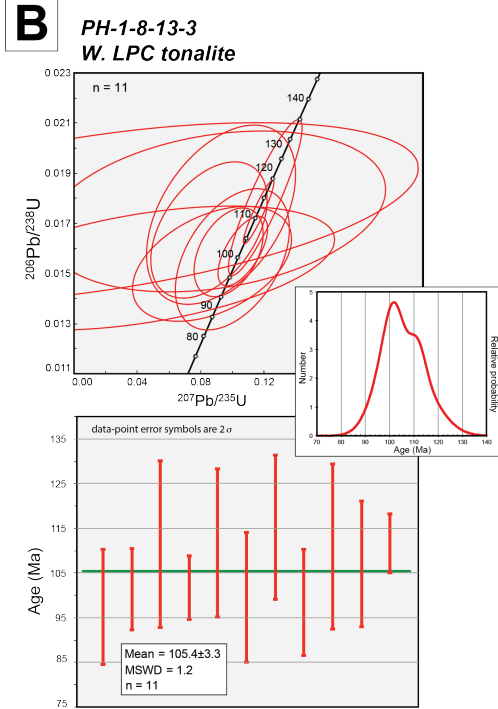 B
PH-1-8-13-3
W. LPC tonalite
n = 11
0.023
0.021
0.019
0.017
0.015
0.013
0.011
206Pb/238U
140
130
120
110
100
90
80
0.00
0.04
0.08
0.12
207Pb/235U
5
4
3
2
1
0
Number
Relative probability
70
80
90
100
110
120
130
140
Age (Ma)
data-point error symbols are 2σ
135
125
115
105
95
85
75
Age (Ma)
Mean = 105.4±3.3
MSWD = 1.2
n = 11